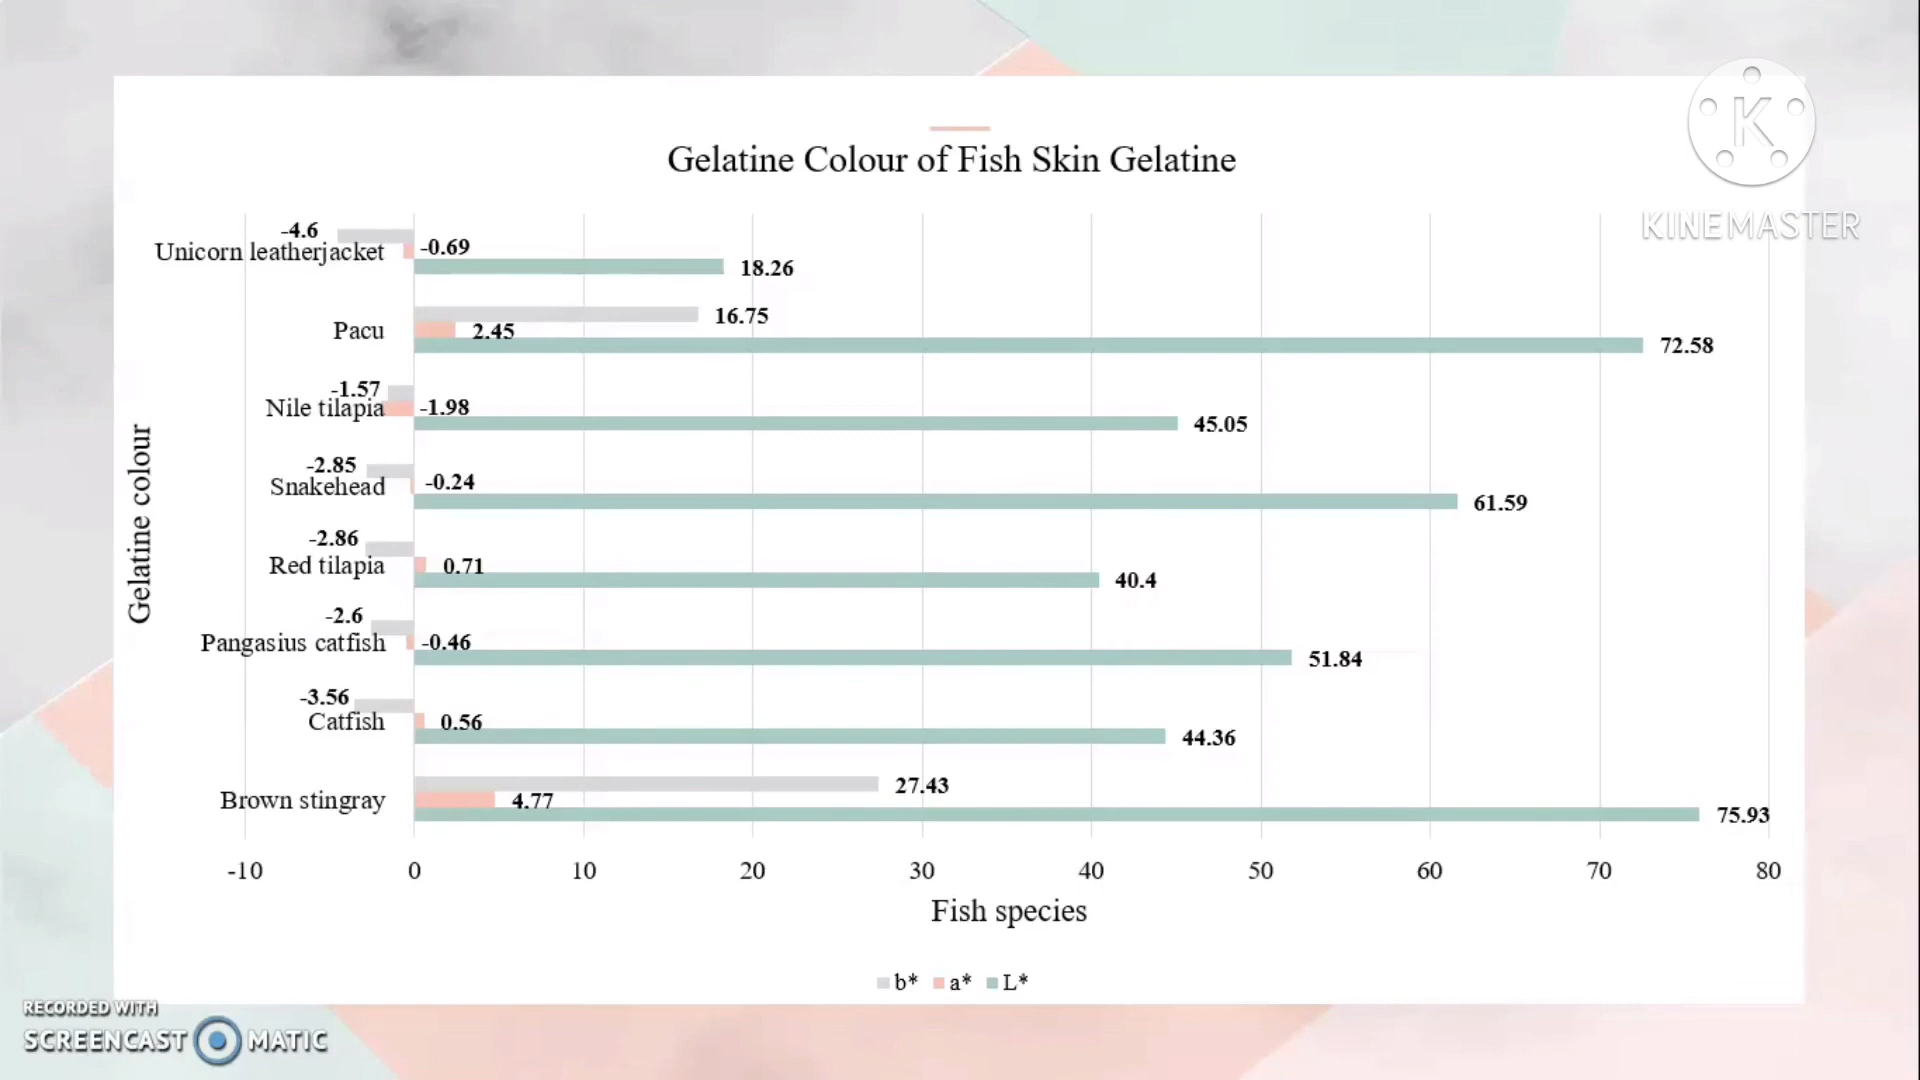 Gelatine Colour of Fish Skin Gelatine
KINEMASTER
-4.6
Unicorn leatherjacket
-0.69
18.26
16.75
Pacu
2.45
72.58
-1.57
Nile tilapia
-1.98
45.05
-2.85
Snakehead
-0.24
61.59
-2.86
Red tilapia
0.71
40.4
-2.6
Pangasius catfish
-0.46
51.84
-3.56
Catfish
0.56
44.36
27.43
Brown stingray
4.77
75.93
Gelatine colour
-10 0 10 20 30 40 50 60 70 80
Fish species
b* a* L*
RECORDED WITH
SCREENCAST MATIC